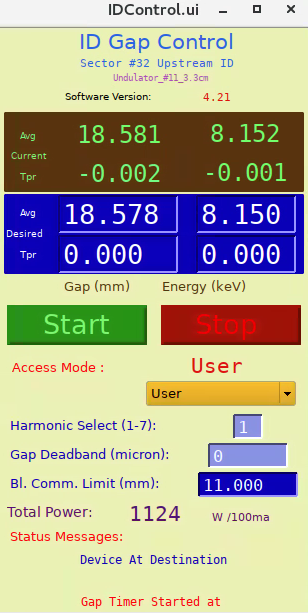 IDControl.ui
ID Gap Control
Sector #32 Upstream ID
Undulator_#11_3.3cm
Software Version: 4.21
Avg 18.581 8.152
Current
Tpr -0.002 -0.001
Avg 18.578 8.150
Desired
Tpr 0.000 0.000
Gap (mm) Energy (keV)
Start Stop
Access Mode : User
User
Harmonic Select (1-7): 1
Gap Deadband (micron): 0
Bl. Comm. Limit (mm): 11.000
Total Power: 1124 W /100ma
Status Messages:
Device At Destination
Gap Timer Started at